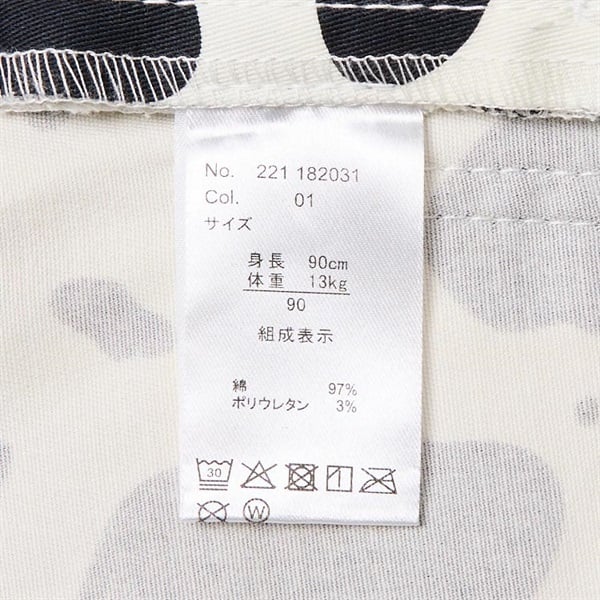 No. 221 182031
Col. 01
サイズ
身長 90cm
体重 13kg
90
組成表示
綿 97%
ポリウレタン 3%
30
W